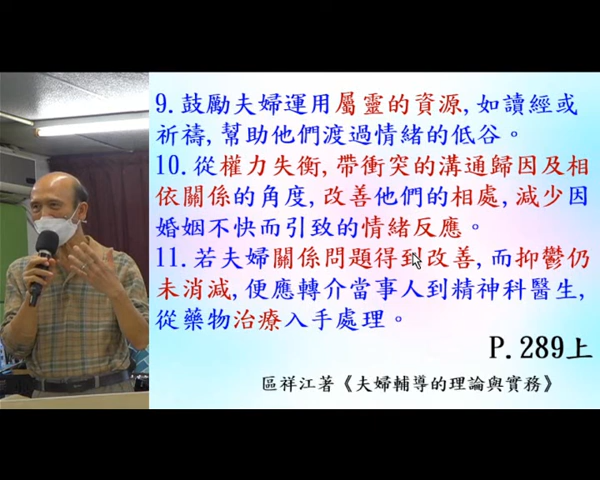 9.鼓勵夫婦運用屬靈的資源,如讀經或
祈禱,幫助他們渡過情緒的低谷。
10.從權力失衡,帶衝突的溝通歸因及相
依關係的角度,改善他們的相處,減少因
婚姻不快而引致的情緒反應。
11.若夫婦關係問題得到改善,而抑鬱仍
未消減,便應轉介當事人到精神科醫生,
從藥物治療入手處理。
P.289上
區祥江著《夫婦輔導的理論與實務》